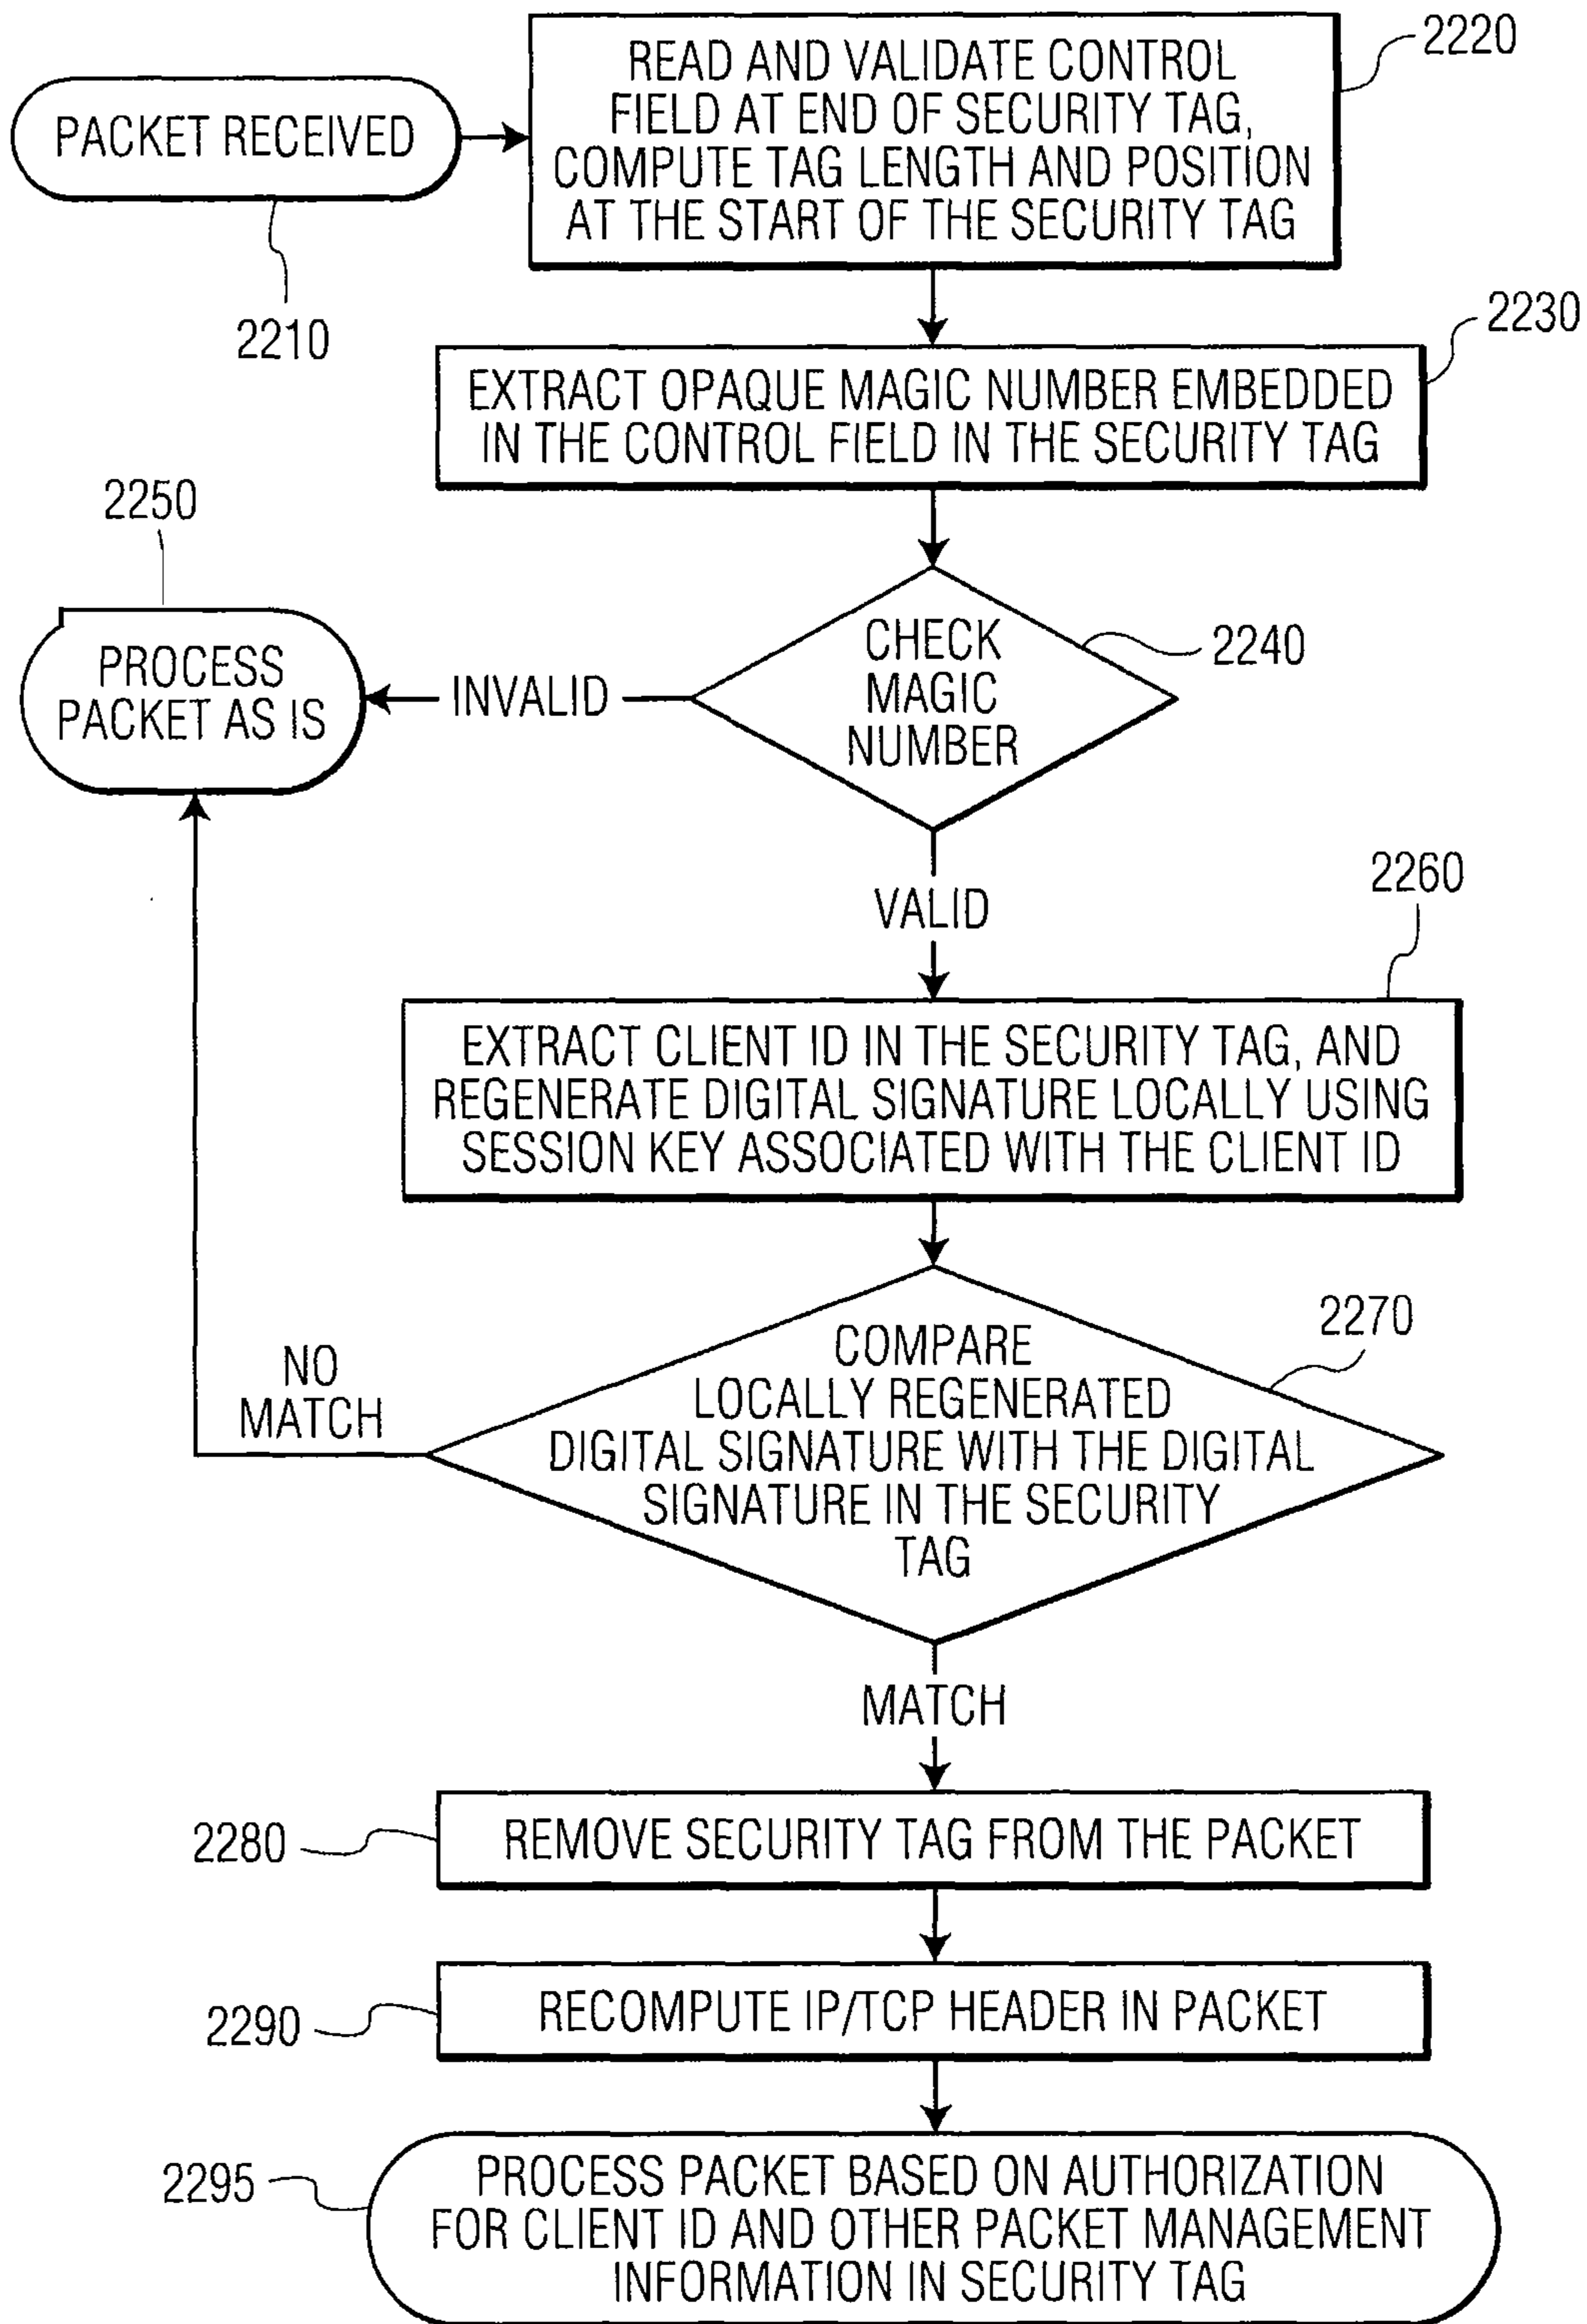 PACKET RECEIVED
2210
READ AND VALIDATE CONTROL
FIELD AT END OF SECURITY TAG,
COMPUTE TAG LENGTH AND POSITION
AT THE START OF THE SECURITY TAG
2220
EXTRACT OPAQUE MAGIC NUMBER EMBEDDED
IN THE CONTROL FIELD IN THE SECURITY TAG
2230
CHECK
MAGIC
NUMBER
2240
INVALID
2250
PROCESS
PACKET AS IS
VALID
2260
EXTRACT CLIENT ID IN THE SECURITY TAG, AND
REGENERATE DIGITAL SIGNATURE LOCALLY USING
SESSION KEY ASSOCIATED WITH THE CLIENT ID
COMPARE
LOCALLY REGENERATED
DIGITAL SIGNATURE WITH THE DIGITAL
SIGNATURE IN THE SECURITY
TAG
2270
NO
MATCH
MATCH
2280
REMOVE SECURITY TAG FROM THE PACKET
2290
RECOMPUTE IP/TCP HEADER IN PACKET
2295
PROCESS PACKET BASED ON AUTHORIZATION
FOR CLIENT ID AND OTHER PACKET MANAGEMENT
INFORMATION IN SECURITY TAG